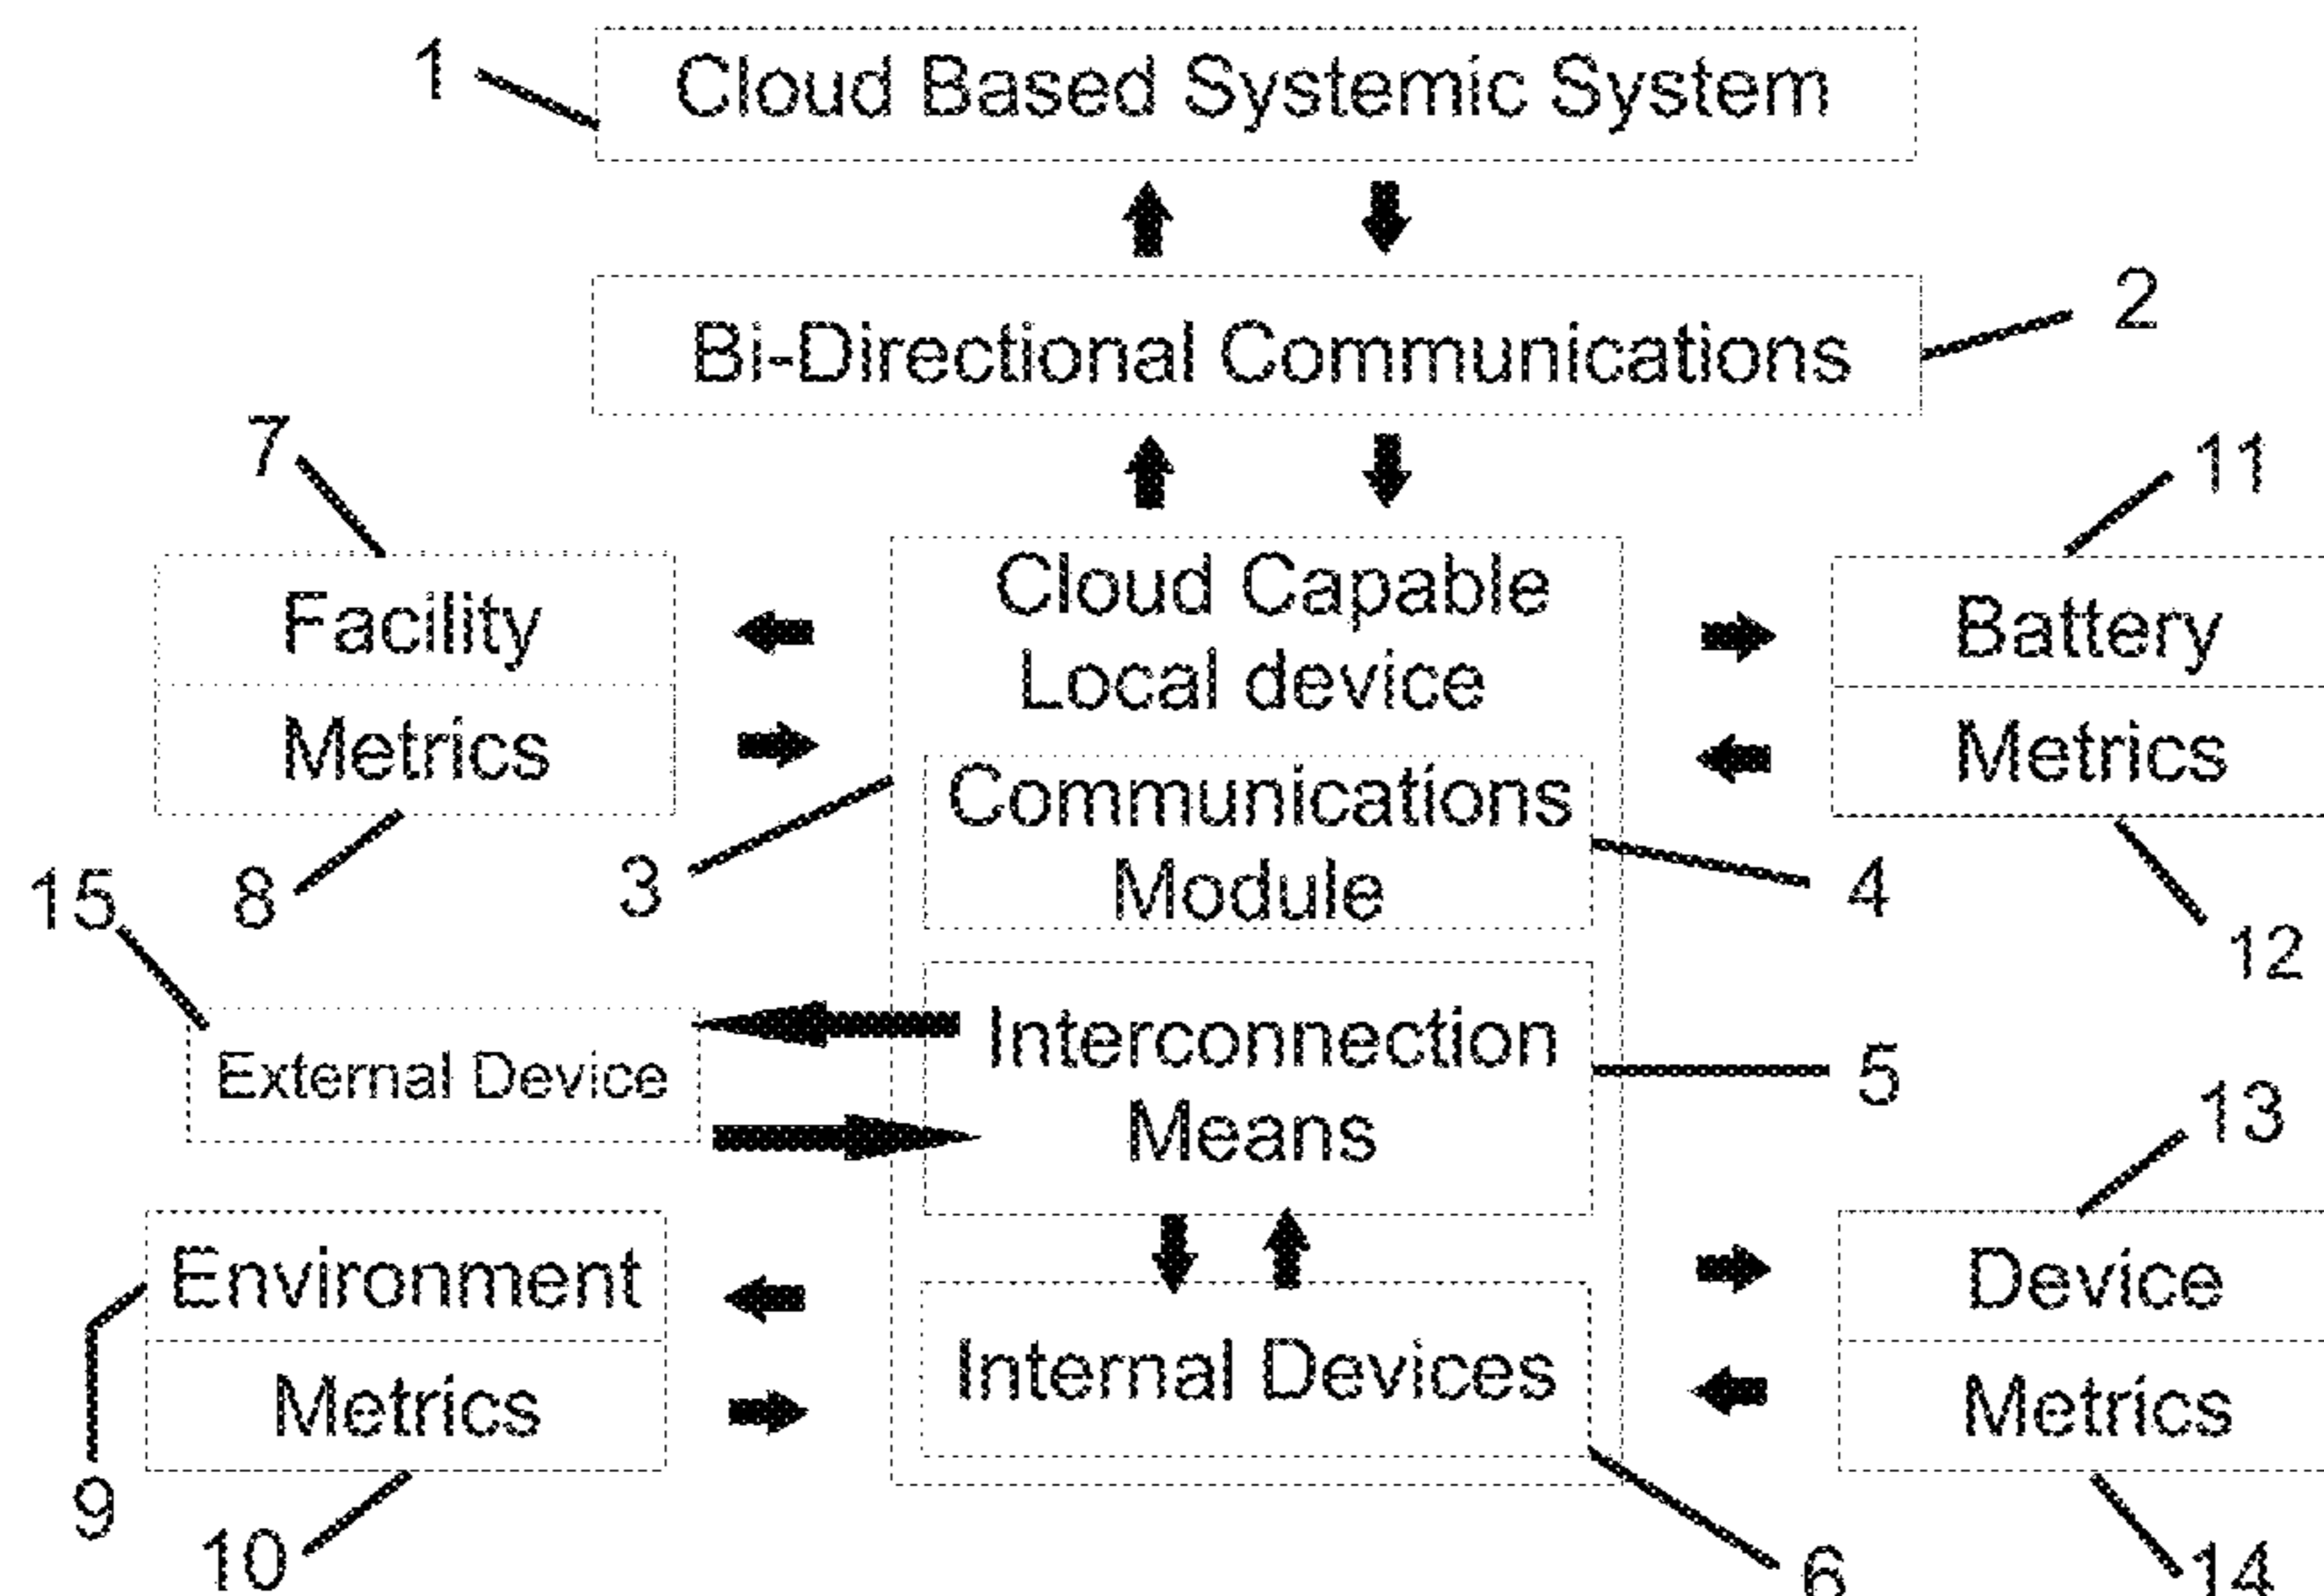 1
Cloud Based Systemic System
Bi-Directional Communications
2
7
11
Facility
Metrics
Cloud Capable
Local device
Battery
Metrics
Communications
Module
3
4
8
12
15
External Device
Interconnection
Means
5
13
Environment
Metrics
Internal Devices
Device
Metrics
9
10
6
14